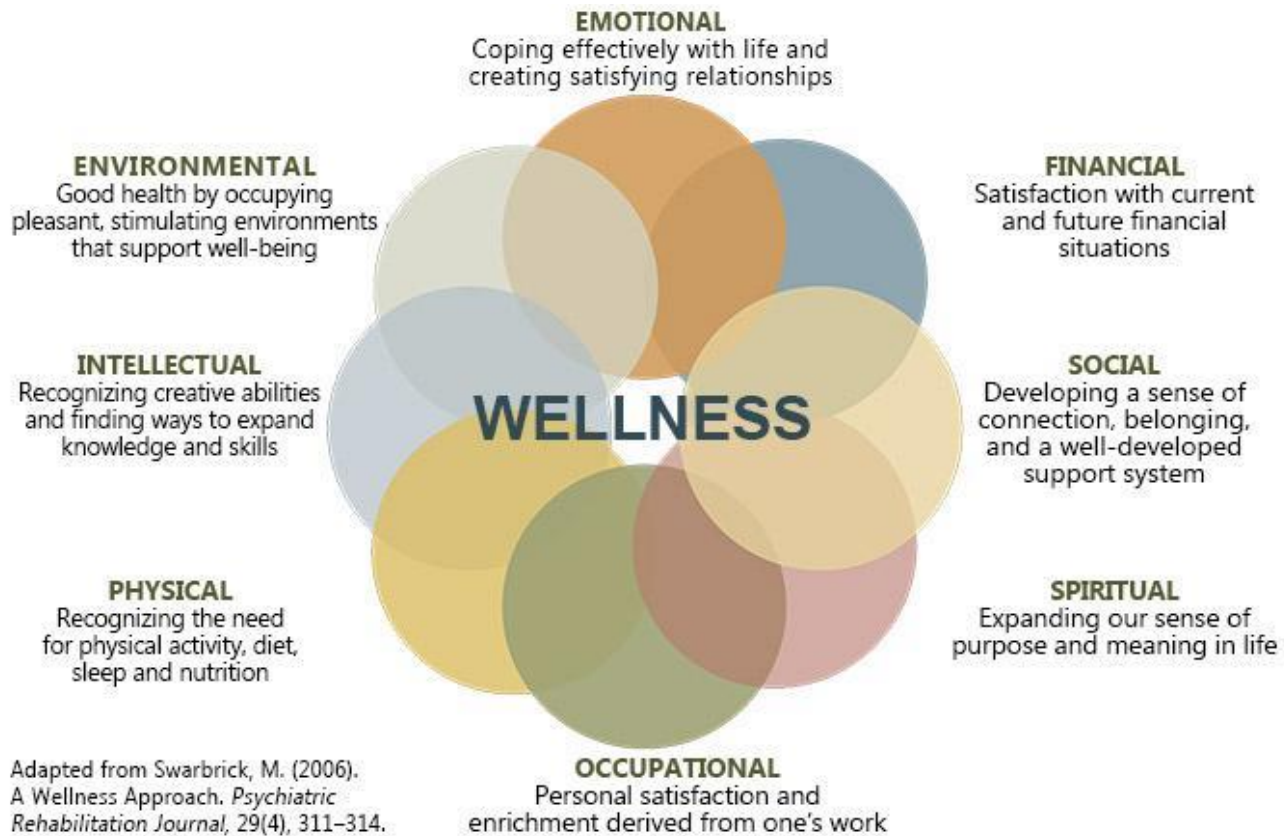 EMOTIONAL
Coping effectively with life and
creating satisfying relationships
ENVIRONMENTAL
Good health by occupying
pleasant, stimulating environments
that support well-being
FINANCIAL
Satisfaction with current
and future financial
situations
INTELLECTUAL
Recognizing creative abilities
and finding ways to expand
knowledge and skills
WELLNESS
SOCIAL
Developing a sense of
connection, belonging,
and a well-developed
support system
PHYSICAL
Recognizing the need
for physical activity, diet,
sleep and nutrition
SPIRITUAL
Expanding our sense of
purpose and meaning in life
OCCUPATIONAL
Personal satisfaction and
enrichment derived from one's work
Adapted from Swarbrick, M. (2006).
A Wellness Approach. Psychiatric
Rehabilitation Journal, 29(4), 311–314.